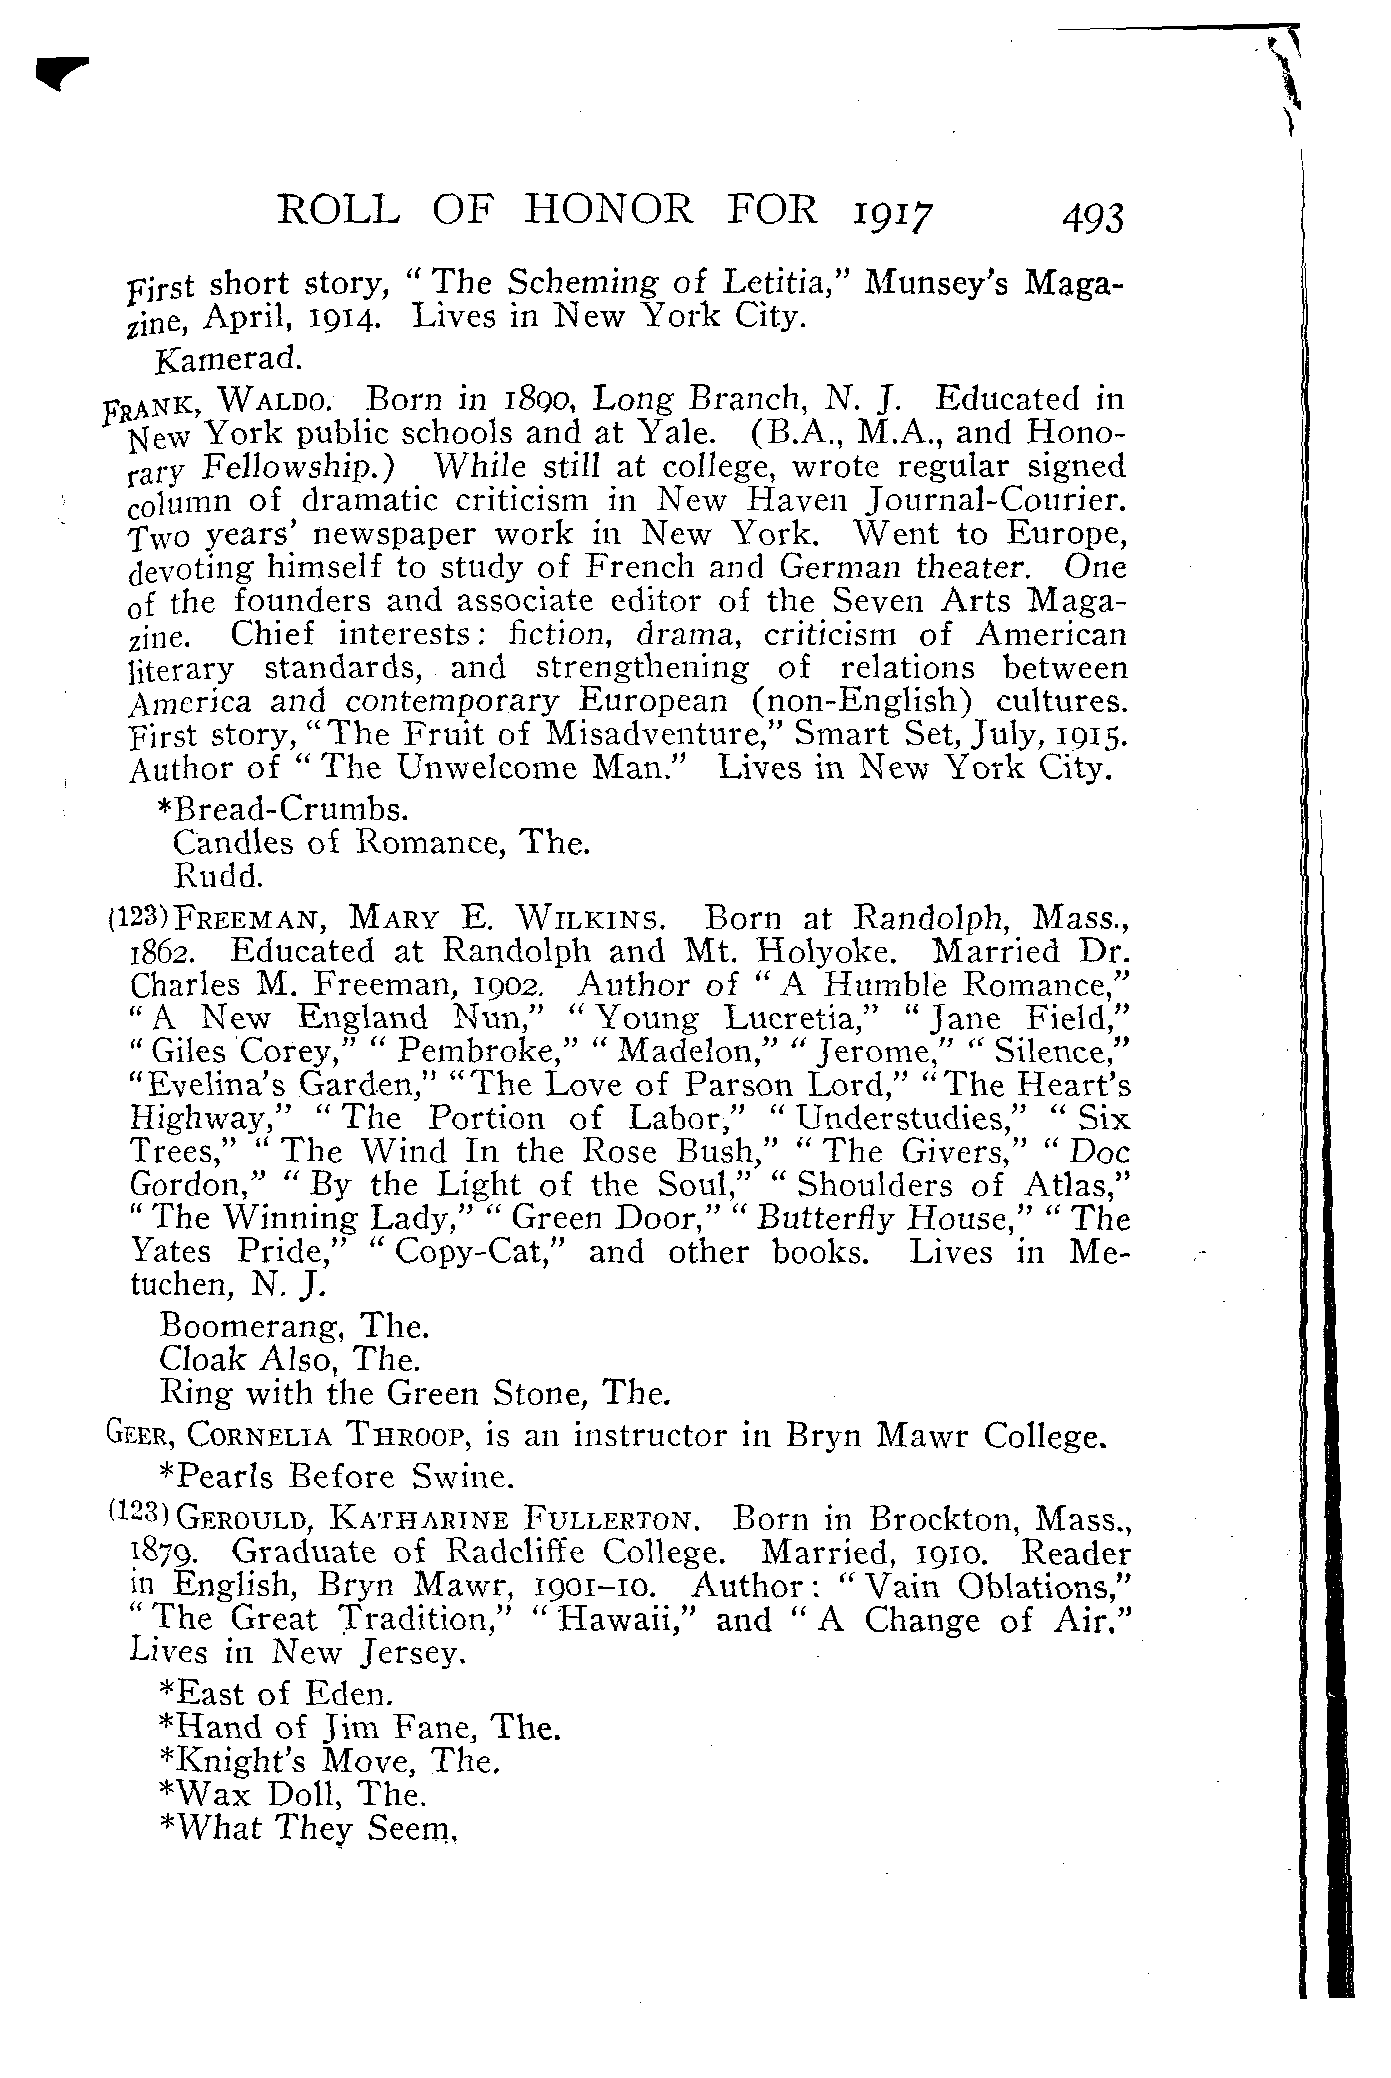 ROLL OF HONOR FOR 1917 493
First short story, “ The Scheming of Letitia,” Munsey’s Maga-
zine, April, 1914. Lives in New York City.
Kamerad.
FRANK, WALDO. Born in 1890, Long Branch, N. J. Educated in
New York public schools and at Yale. (B.A., M.A., and Hono-
rary Fellowship.) While still at college, wrote regular signed
column of dramatic criticism in New Haven Journal-Courier.
Two years’ newspaper work in New York. Went to Europe,
devoting himself to study of French and German theater. One
of the founders and associate editor of the Seven Arts Maga-
zine. Chief interests: fiction, drama, criticism of American
literary standards, and strengthening of relations between
America and contemporary European (non-English) cultures.
First story, “The Fruit of Misadventure,” Smart Set, July, 1915.
Author of “ The Unwelcome Man.” Lives in New York City.
*Bread-Crumbs.
Candles of Romance, The.
Rudd.
(123) FREEMAN, MARY E. WILKINS. Born at Randolph, Mass.,
1862. Educated at Randolph and Mt. Holyoke. Married Dr.
Charles M. Freeman, 1902. Author of “ A Humble Romance,”
“ A New England Nun,” “ Young Lucretia,” “ Jane Field,”
“ Giles Corey,” “ Pembroke,” “ Madelon,” “ Jerome,” “ Silence,”
“Evelina’s Garden,” “The Love of Parson Lord,” “The Heart’s
Highway,” “ The Portion of Labor,” “ Understudies,” “ Six
Trees,” “ The Wind In the Rose Bush,” “ The Givers,” “ Doc
Gordon,” “ By the Light of the Soul,” “ Shoulders of Atlas,”
“ The Winning Lady,” “ Green Door,” “ Butterfly House,” “ The
Yates Pride,” “ Copy-Cat,” and other books. Lives in Me-
tuchen, N. J.
Boomerang, The.
Cloak Also, The.
Ring with the Green Stone, The.
GEER, CORNELIA THROOP, is an instructor in Bryn Mawr College.
*Pearls Before Swine.
(123) GEROULD, KATHARINE FULLERTON. Born in Brockton, Mass.,
1879. Graduate of Radcliffe College. Married, 1910. Reader
in English, Bryn Mawr, 1901–10. Author: “ Vain Oblations,”
“ The Great Tradition,” “ Hawaii,” and “ A Change of Air.”
Lives in New Jersey.
*East of Eden.
*Hand of Jim Fane, The.
*Knight’s Move, The.
*Wax Doll, The.
*What They Seem.